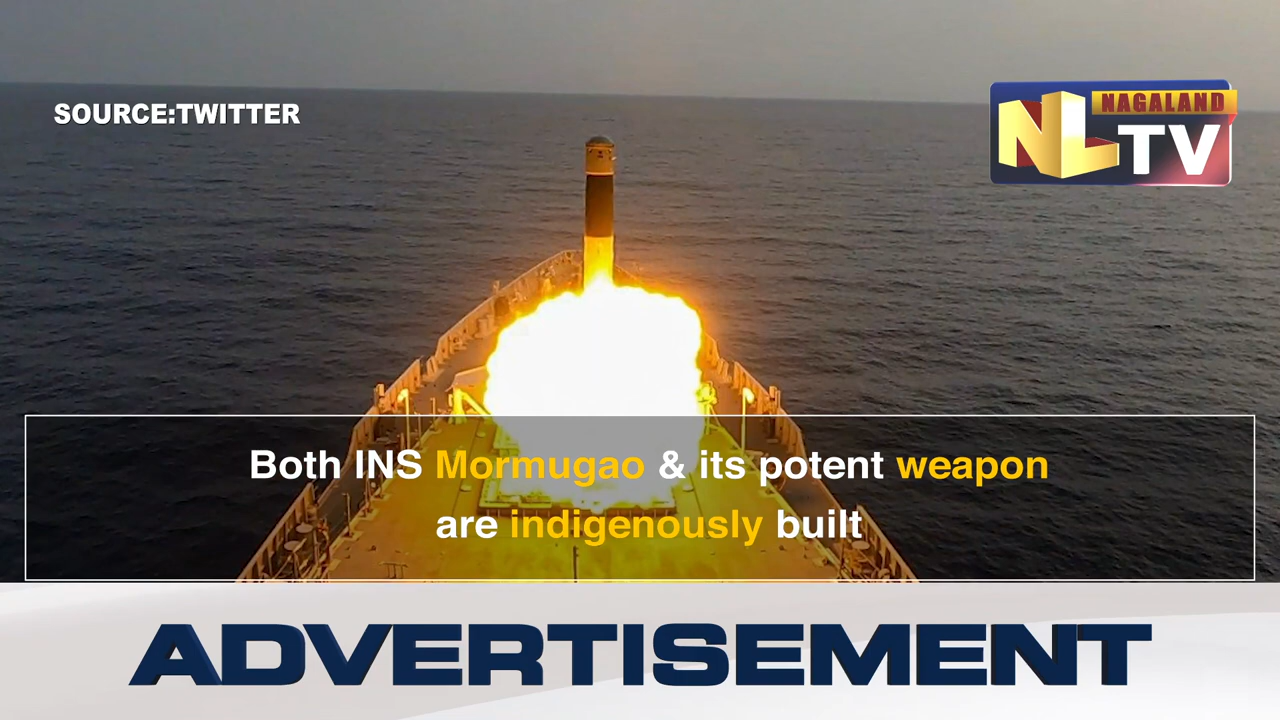 SOURCE:TWITTER
NL NAGALAND TV
Both INS Mormugao & its potent weapon
are indigenously built
ADVERTISEMENT